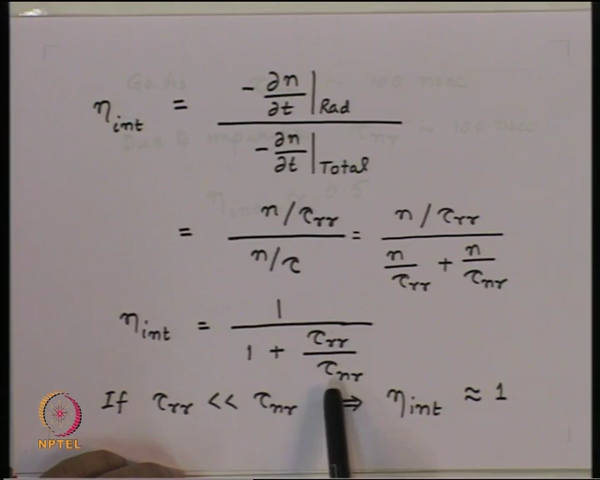 η_int = (-∂n/∂t|_Rad) / (-∂n/∂t|_Total)
= (n/τ_rr) / (n/τ) = (n/τ_rr) / (n/τ_rr + n/τ_nr)
η_int = 1 / (1 + τ_rr/τ_nr)
If τ_rr << τ_nr ⇒ η_int ≈ 1
NPTEL